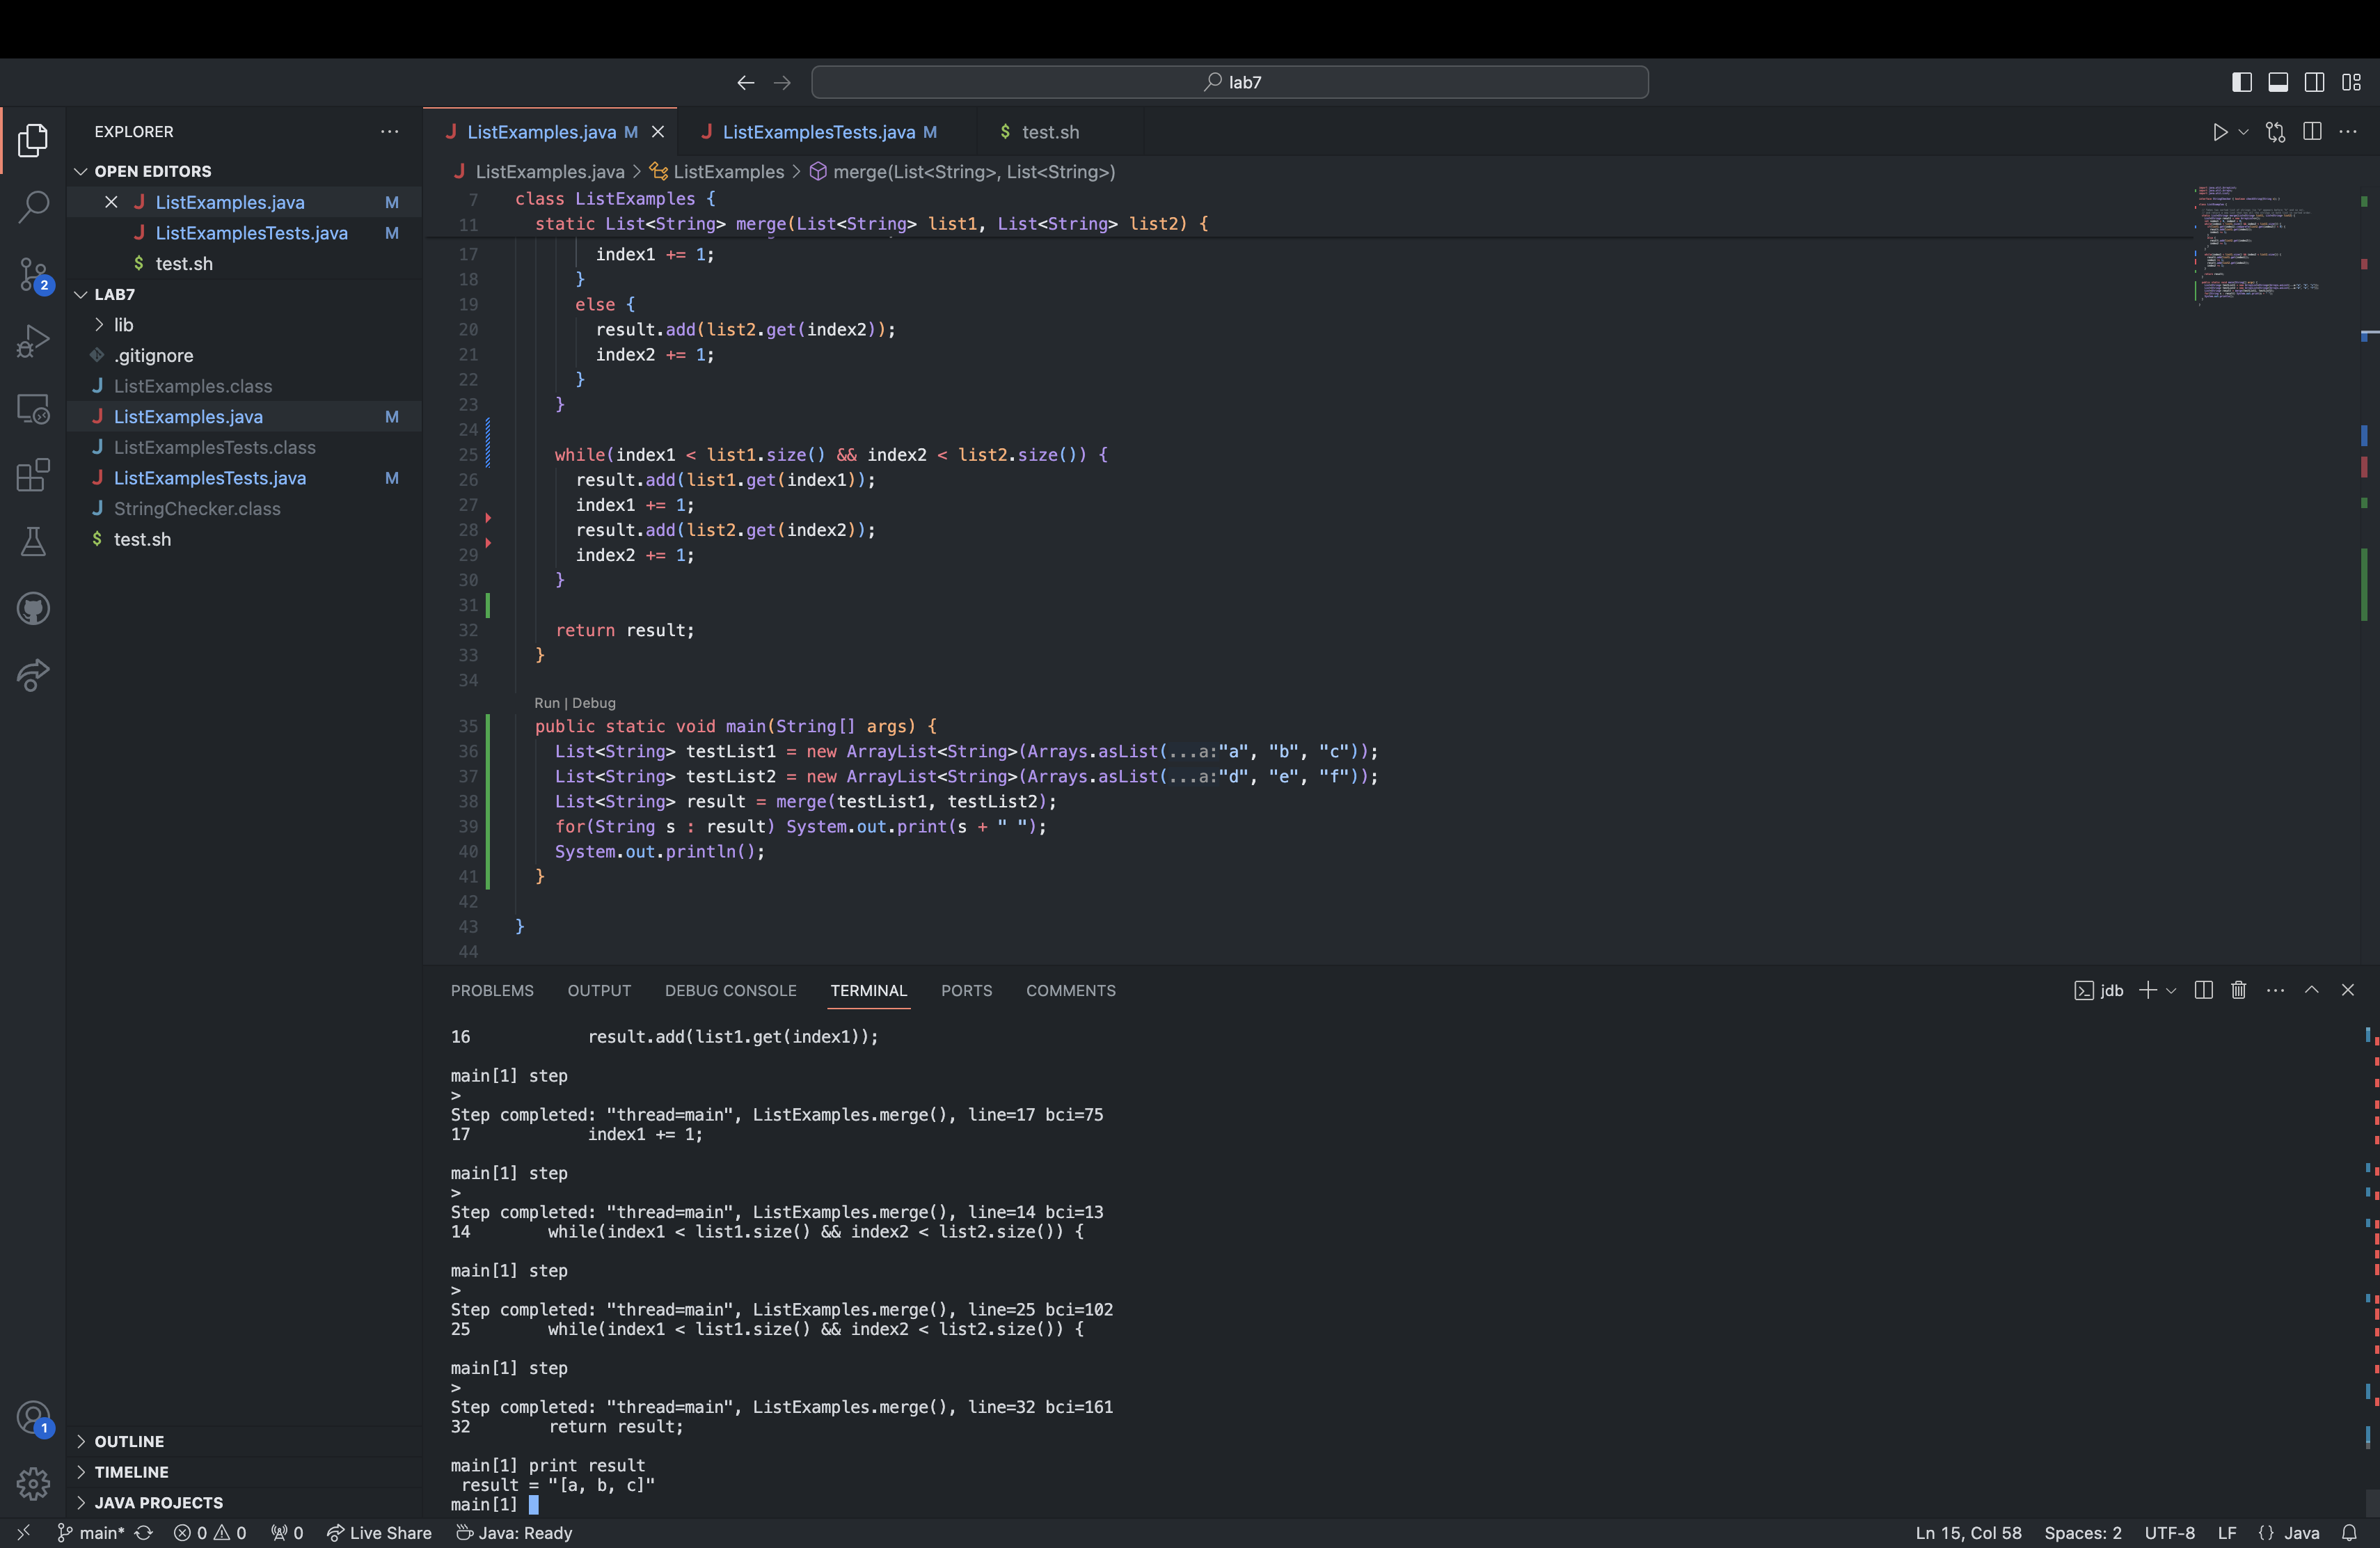 lab7
EXPLORER
OPEN EDITORS
ListExamples.java M
ListExamplesTests.java M
$ test.sh
LAB7
lib
.gitignore
J ListExamples.class
J ListExamples.java M
J ListExamplesTests.class
J ListExamplesTests.java M
J StringChecker.class
$ test.sh
OUTLINE
TIMELINE
JAVA PROJECTS
2
1
J ListExamples.java M
J ListExamplesTests.java M
$ test.sh
J ListExamples.java > ListExamples > merge(List<String>, List<String>)
7 class ListExamples {
11 static List<String> merge(List<String> list1, List<String> list2) {
17 index1 += 1;
18 }
19 else {
20 result.add(list2.get(index2));
21 index2 += 1;
22 }
23 }
24
25 while(index1 < list1.size() && index2 < list2.size()) {
26 result.add(list1.get(index1));
27 index1 += 1;
28 result.add(list2.get(index2));
29 index2 += 1;
30 }
31
32 return result;
33 }
34
Run | Debug
35 public static void main(String[] args) {
36 List<String> testList1 = new ArrayList<String>(Arrays.asList(...a:"a", "b", "c"));
37 List<String> testList2 = new ArrayList<String>(Arrays.asList(...a:"d", "e", "f"));
38 List<String> result = merge(testList1, testList2);
39 for(String s : result) System.out.print(s + " ");
40 System.out.println();
41 }
42
43 }
44
PROBLEMS OUTPUT DEBUG CONSOLE TERMINAL PORTS COMMENTS
jdb
16 result.add(list1.get(index1));
main[1] step
>
Step completed: "thread=main", ListExamples.merge(), line=17 bci=75
17 index1 += 1;
main[1] step
>
Step completed: "thread=main", ListExamples.merge(), line=14 bci=13
14 while(index1 < list1.size() && index2 < list2.size()) {
main[1] step
>
Step completed: "thread=main", ListExamples.merge(), line=25 bci=102
25 while(index1 < list1.size() && index2 < list2.size()) {
main[1] step
>
Step completed: "thread=main", ListExamples.merge(), line=32 bci=161
32 return result;
main[1] print result
result = "[a, b, c]"
main[1]
main* 0 0 0 Live Share Java: Ready
Ln 15, Col 58 Spaces: 2 UTF-8 LF {} Java